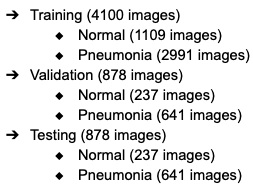 ➔ Training (4100 images)
◆ Normal (1109 images)
◆ Pneumonia (2991 images)
➔ Validation (878 images)
◆ Normal (237 images)
◆ Pneumonia (641 images)
➔ Testing (878 images)
◆ Normal (237 images)
◆ Pneumonia (641 images)